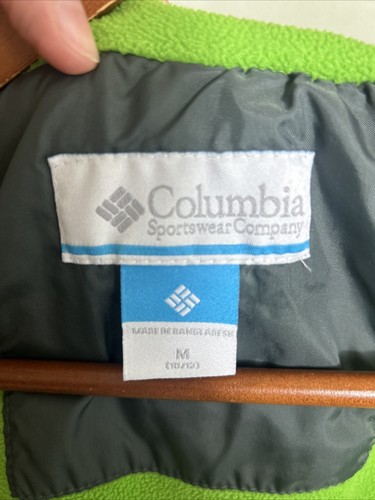 Columbia
Sportswear Company
MADE IN BANGLADESH
M
(10/12)